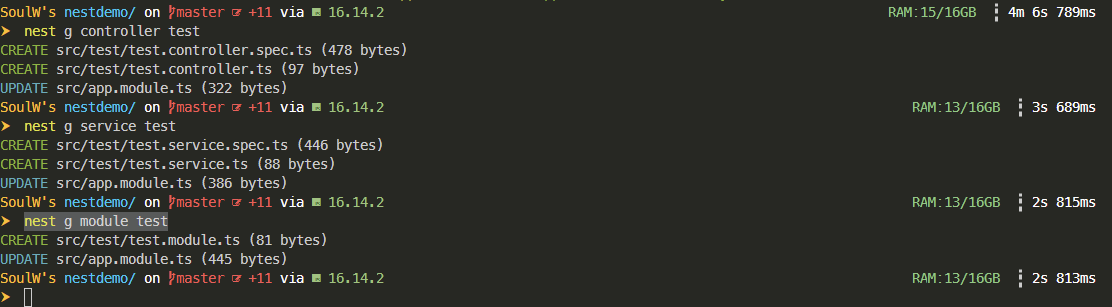 SoulW's nestdemo/ on master +11 via 16.14.2 RAM:15/16GB 4m 6s 789ms
➤ nest g controller test
CREATE src/test/test.controller.spec.ts (478 bytes)
CREATE src/test/test.controller.ts (97 bytes)
UPDATE src/app.module.ts (322 bytes)
SoulW's nestdemo/ on master +11 via 16.14.2 RAM:13/16GB 3s 689ms
➤ nest g service test
CREATE src/test/test.service.spec.ts (446 bytes)
CREATE src/test/test.service.ts (88 bytes)
UPDATE src/app.module.ts (386 bytes)
SoulW's nestdemo/ on master +11 via 16.14.2 RAM:13/16GB 2s 815ms
➤ nest g module test
CREATE src/test/test.module.ts (81 bytes)
UPDATE src/app.module.ts (445 bytes)
SoulW's nestdemo/ on master +11 via 16.14.2 RAM:13/16GB 2s 813ms
➤